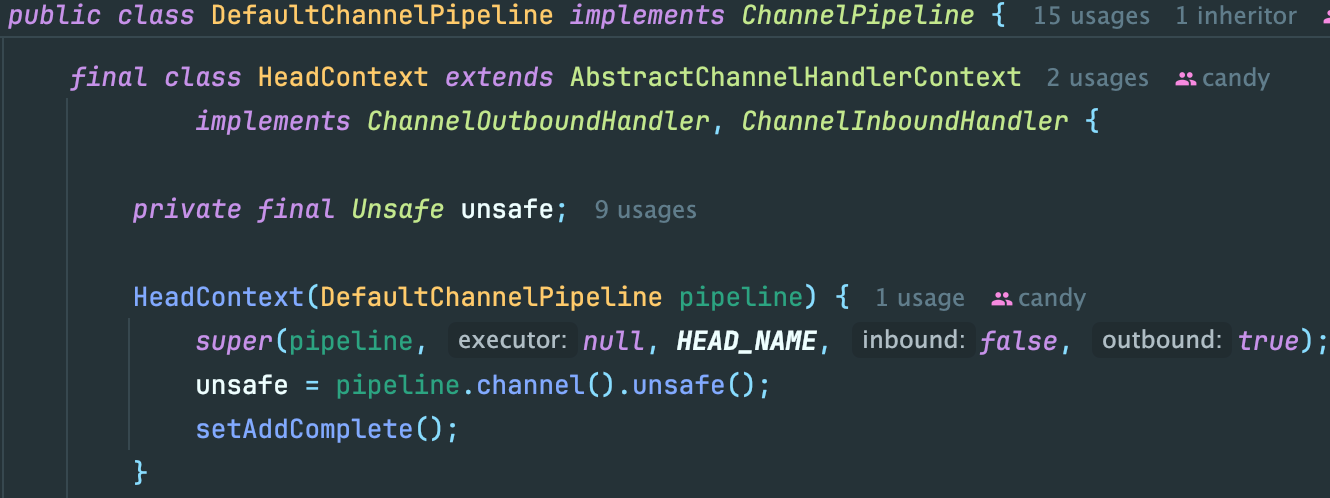 public class DefaultChannelPipeline implements ChannelPipeline { 15 usages 1 inheritor
final class HeadContext extends AbstractChannelHandlerContext 2 usages candy
implements ChannelOutboundHandler, ChannelInboundHandler {
private final Unsafe unsafe; 9 usages
HeadContext(DefaultChannelPipeline pipeline) { 1 usage candy
super(pipeline, executor: null, HEAD_NAME, inbound: false, outbound: true);
unsafe = pipeline.channel().unsafe();
setAddComplete();
}